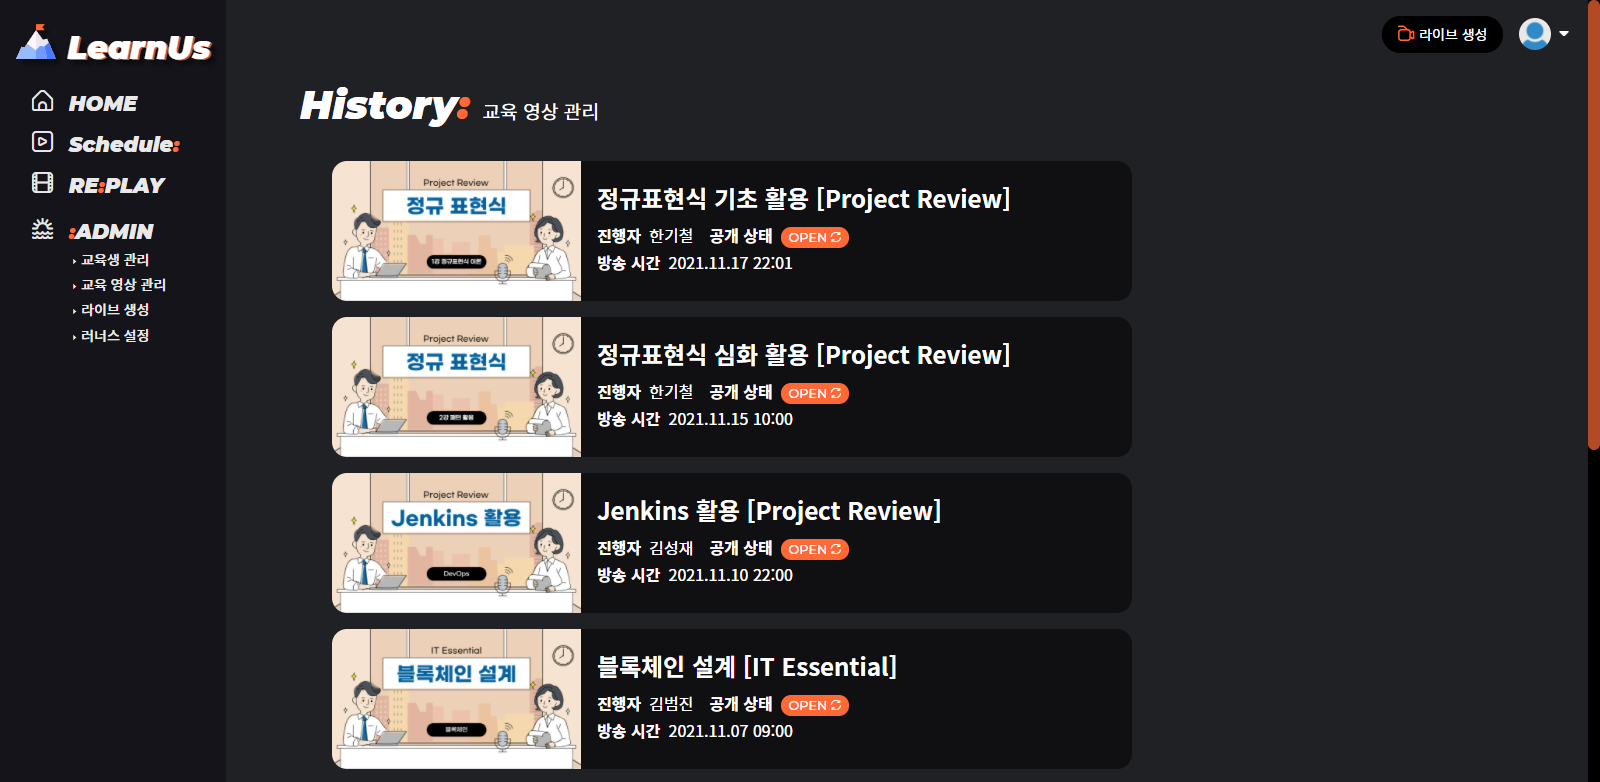 LearnUs
HOME
Schedule:
RE:PLAY
:ADMIN
교육생 관리
교육 영상 관리
라이브 생성
러너스 설정
라이브 생성
History: 교육 영상 관리
Project Review
정규 표현식
1강 정규표현식 이론
정규표현식 기초 활용 [Project Review]
진행자 한기철 공개 상태 OPEN
방송 시간 2021.11.17 22:01
Project Review
정규 표현식
2강 패턴 활용
정규표현식 심화 활용 [Project Review]
진행자 한기철 공개 상태 OPEN
방송 시간 2021.11.15 10:00
Project Review
Jenkins 활용
DevOps
Jenkins 활용 [Project Review]
진행자 김성재 공개 상태 OPEN
방송 시간 2021.11.10 22:00
IT Essential
블록체인 설계
블록체인
블록체인 설계 [IT Essential]
진행자 김범진 공개 상태 OPEN
방송 시간 2021.11.07 09:00